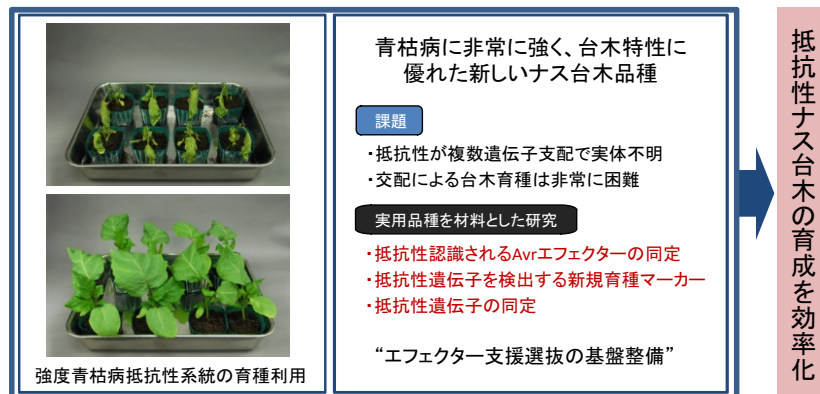 強度青枯病抵抗性系統の育種利用
青枯病に非常に強く、台木特性に
優れた新しいナス台木品種
課題
・抵抗性が複数遺伝子支配で実体不明
・交配による台木育種は非常に困難
実用品種を材料とした研究
・抵抗性認識されるAvrエフェクターの同定
・抵抗性遺伝子を検出する新規育種マーカー
・抵抗性遺伝子の同定
“エフェクター支援選抜の基盤整備”
抵抗性ナス台木の育成を効率化